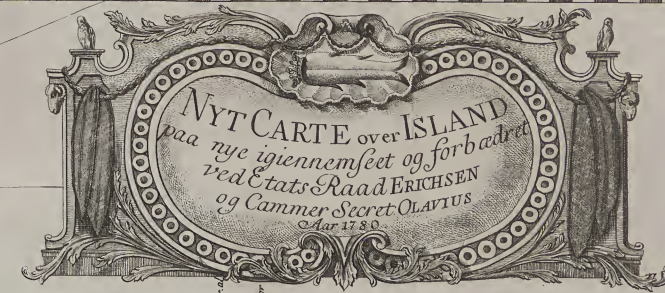 NYT CARTE over ISLAND
paa nye igiennemseet og forbædret
ved Etats Raad ERICHSEN
og Cammer Secret: OLAVIUS
Aar 1780